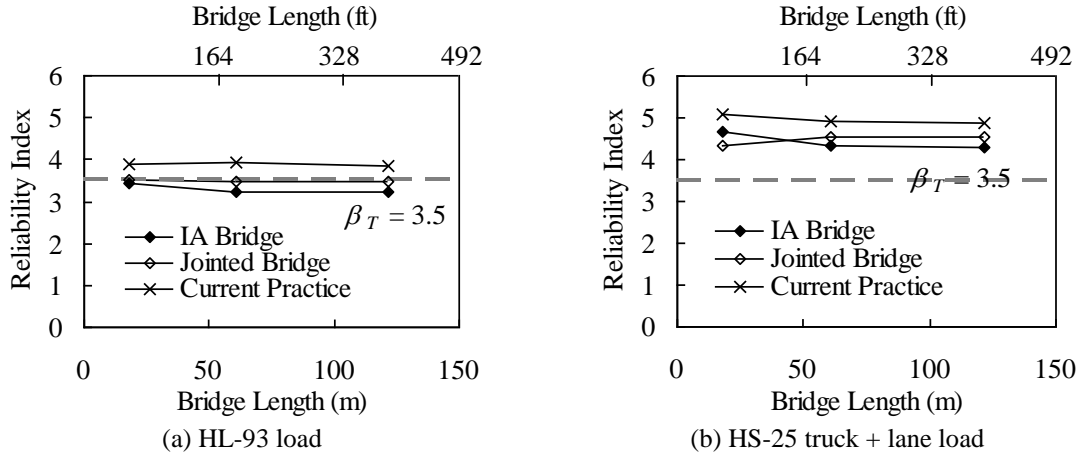 Bridge Length (ft)
164 328 492
6
5
4
3
2
1
0
Reliability Index
β T = 3.5
IA Bridge
Jointed Bridge
Current Practice
0 50 100 150
Bridge Length (m)
(a) HL-93 load
Bridge Length (ft)
164 328 492
6
5
4
3
2
1
0
Reliability Index
β T = 3.5
IA Bridge
Jointed Bridge
Current Practice
0 50 100 150
Bridge Length (m)
(b) HS-25 truck + lane load